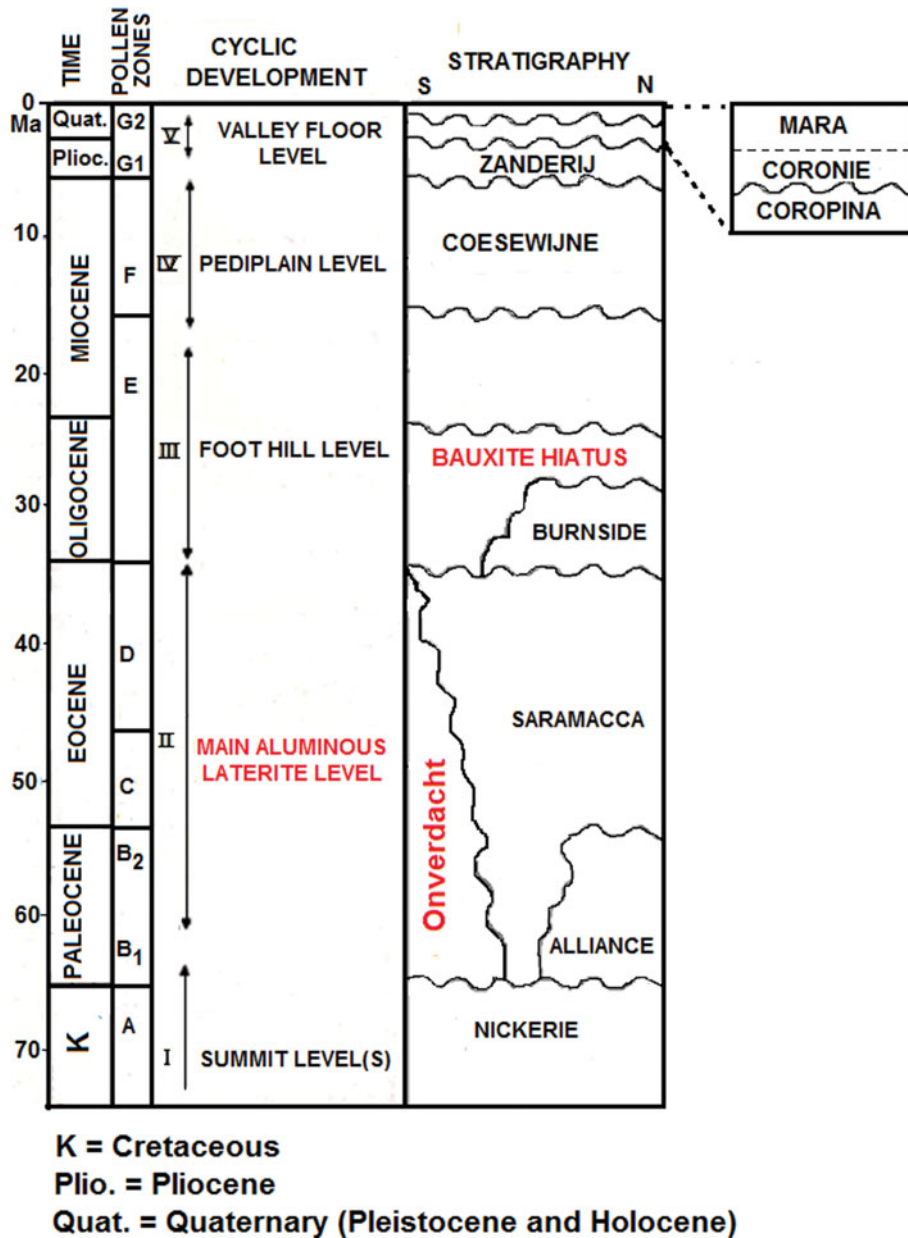 TIME
POLLEN ZONES
CYCLIC DEVELOPMENT
STRATIGRAPHY
S N
0
Ma
10
20
30
40
50
60
70
Quat.
Plioc.
MIOCENE
OLIGOCENE
EOCENE
PALEOCENE
K
G2
G1
F
E
D
C
B2
B1
A
V
VALLEY FLOOR
LEVEL
IV PEDIPLAIN LEVEL
III FOOT HILL LEVEL
II
MAIN ALUMINOUS
LATERITE LEVEL
I SUMMIT LEVEL(S)
ZANDERIJ
COESEWIJNE
BAUXITE HIATUS
BURNSIDE
SARAMACCA
Onverdacht
ALLIANCE
NICKERIE
MARA
CORONIE
COROPINA
K = Cretaceous
Plio. = Pliocene
Quat. = Quaternary (Pleistocene and Holocene)